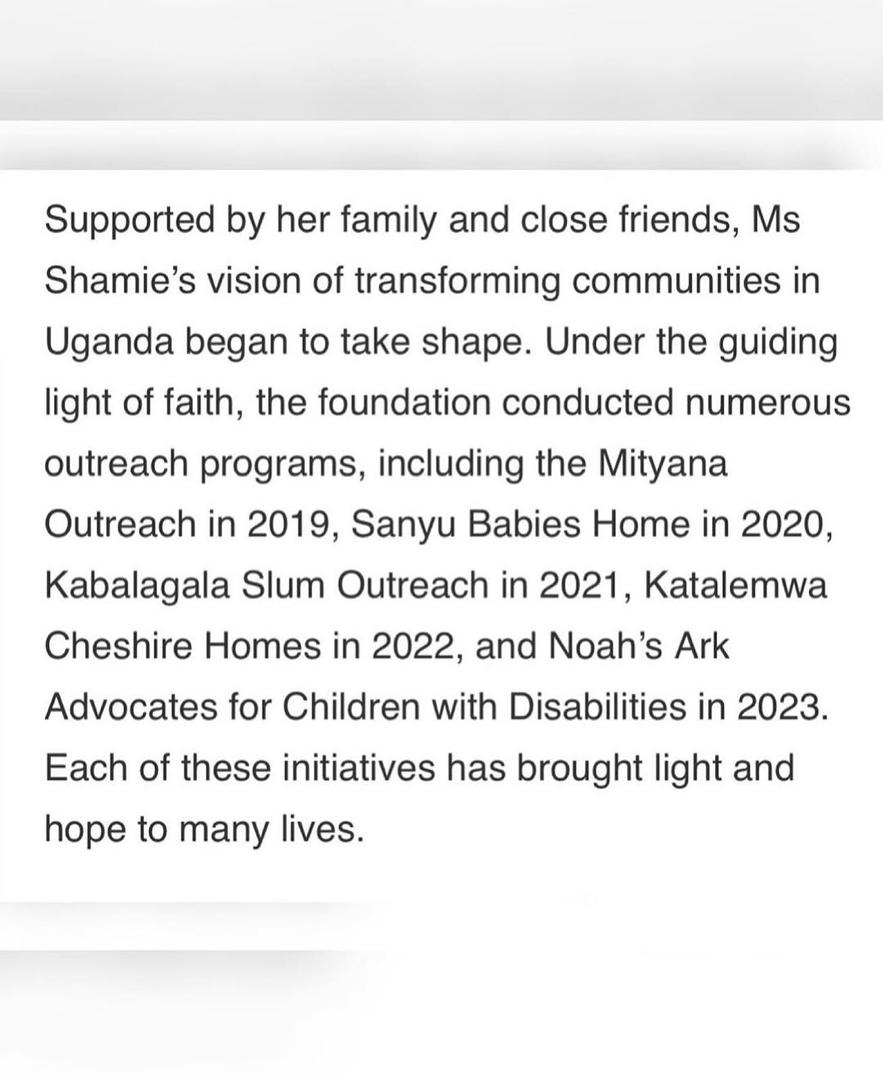 Supported by her family and close friends, Ms
Shamie’s vision of transforming communities in
Uganda began to take shape. Under the guiding
light of faith, the foundation conducted numerous
outreach programs, including the Mityana
Outreach in 2019, Sanyu Babies Home in 2020,
Kabalagala Slum Outreach in 2021, Katalemwa
Cheshire Homes in 2022, and Noah’s Ark
Advocates for Children with Disabilities in 2023.
Each of these initiatives has brought light and
hope to many lives.